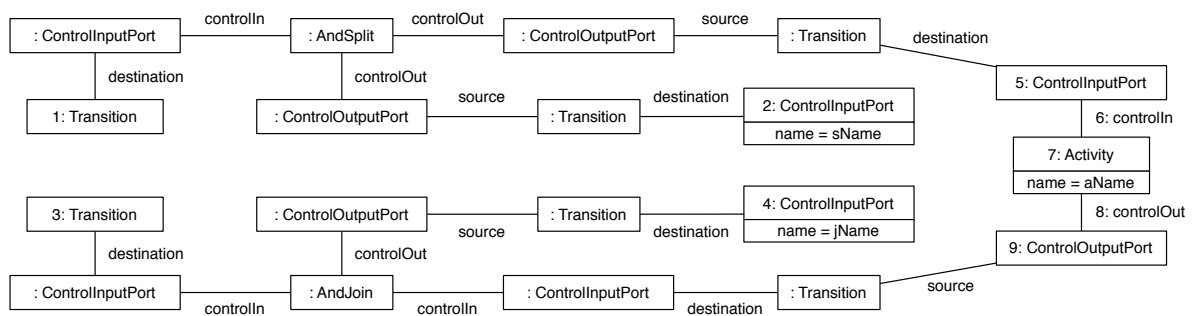 controlIn
controlOut
source
: ControlInputPort
: AndSplit
: ControlOutputPort
: Transition
destination
destination
controlOut
5: ControlInputPort
source
destination
2: ControlInputPort
1: Transition
: ControlOutputPort
: Transition
name = sName
6: controlIn
7: Activity
name = aName
3: Transition
: ControlOutputPort
: Transition
4: ControlInputPort
name = jName
8: controlOut
source
destination
destination
controlOut
9: ControlOutputPort
: ControlInputPort
: AndJoin
: ControlInputPort
: Transition
source
controlIn
controlIn
destination